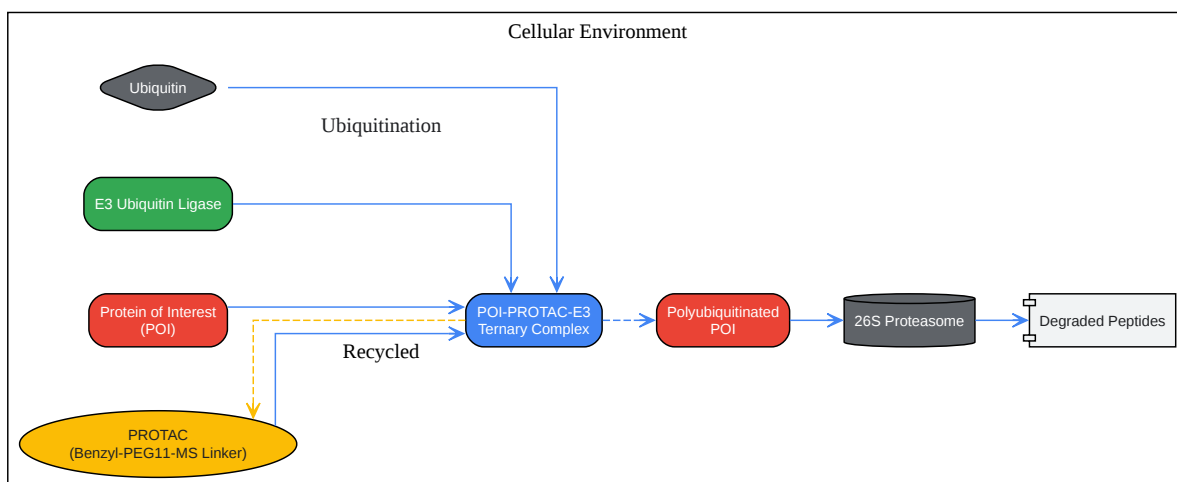 Cellular Environment
Ubiquitin
Ubiquitination
E3 Ubiquitin Ligase
Protein of Interest
(POI)
POI-PROTAC-E3
Ternary Complex
Polyubiquitinated
POI
26S Proteasome
Degraded Peptides
Recycled
PROTAC
(Benzyl-PEG11-MS Linker)